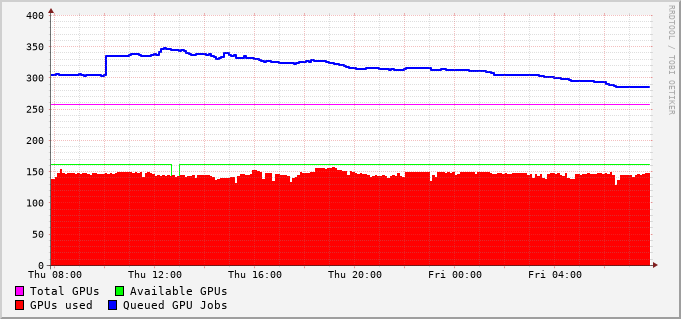 400
350
300
250
200
150
100
50
0
Thu 08:00 Thu 12:00 Thu 16:00 Thu 20:00 Fri 00:00 Fri 04:00
Total GPUs Available GPUs
GPUs used Queued GPU Jobs
RRDTOOL / TOBI OETIKER